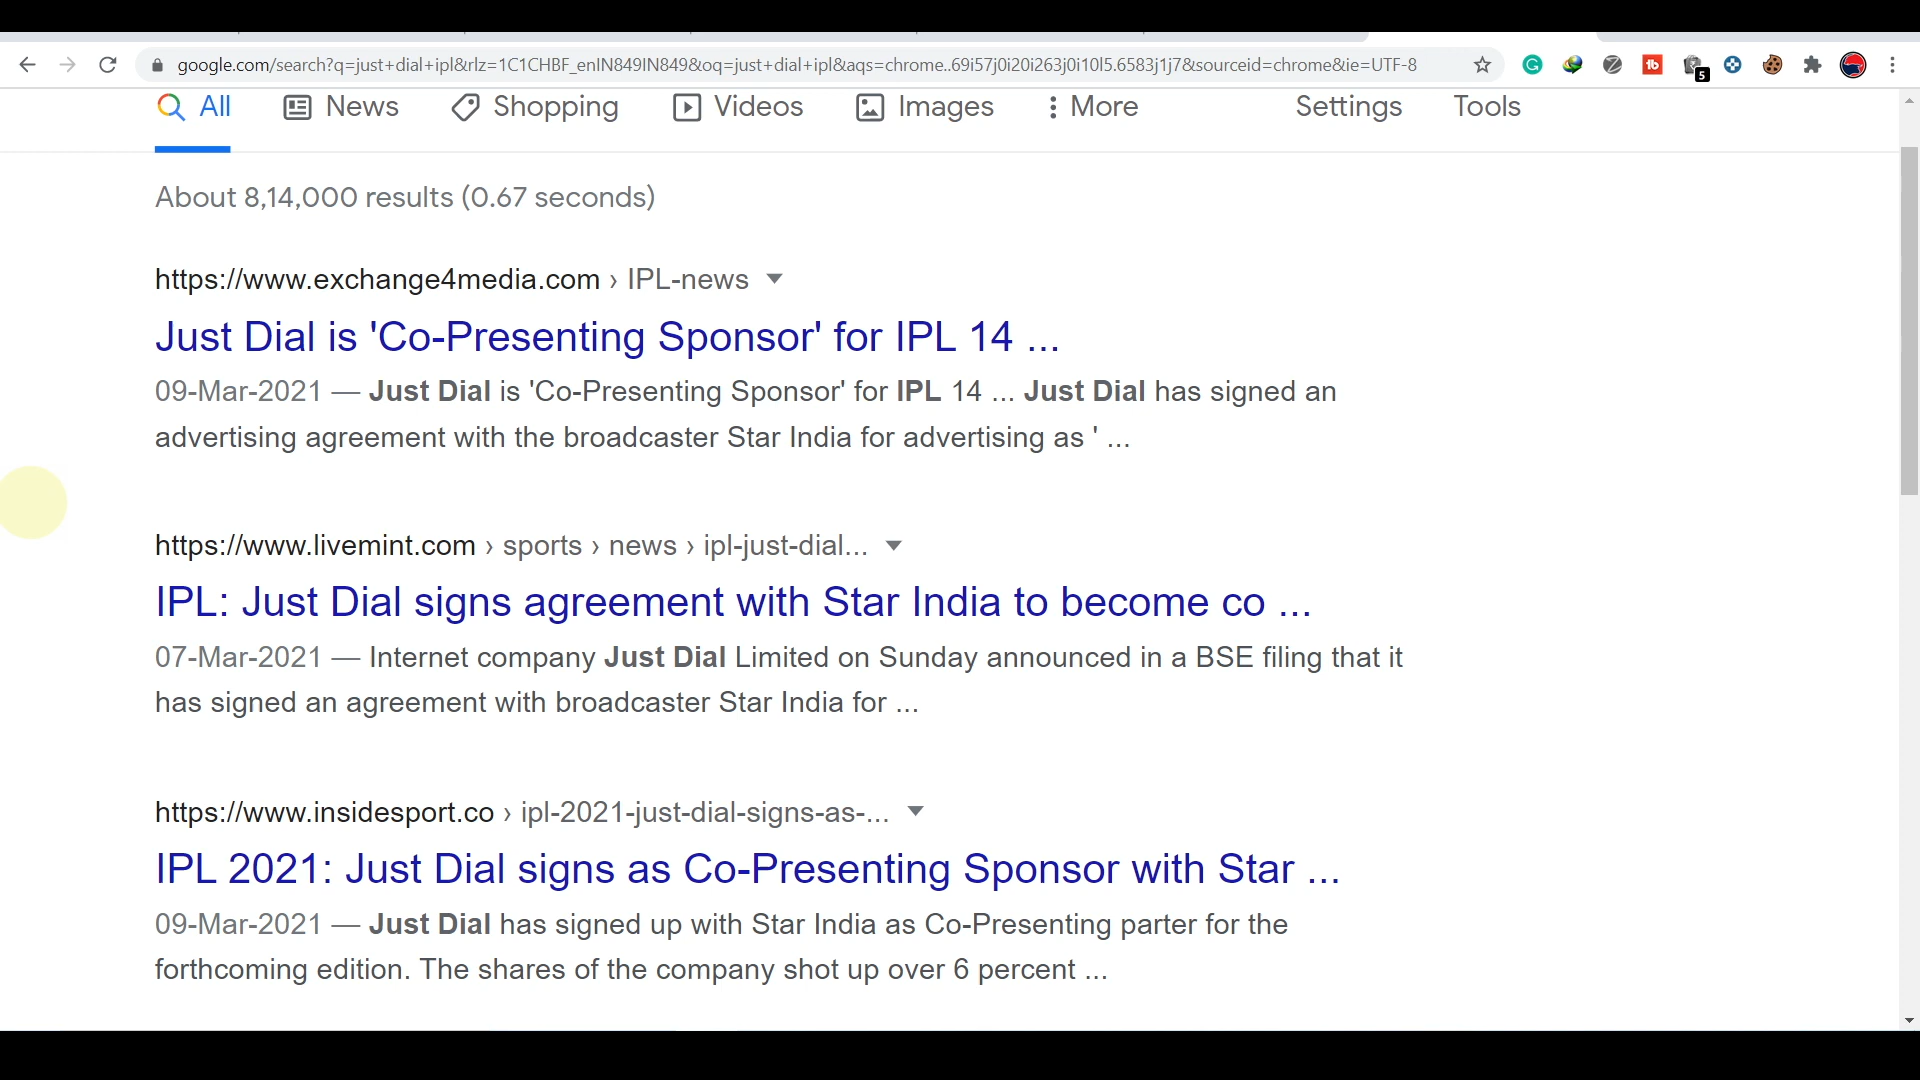 google.com/search?q=just+dial+ipl&rlz=1C1CHBF_enIN849IN849&oq=just+dial+ipl&aqs=chrome..69i57j0i20i263j0i10l5.6583j1j7&sourceid=chrome&ie=UTF-8
5
All News Shopping Videos Images More Settings Tools
About 8,14,000 results (0.67 seconds)
https://www.exchange4media.com › IPL-news
Just Dial is 'Co-Presenting Sponsor' for IPL 14 ...
09-Mar-2021 — Just Dial is 'Co-Presenting Sponsor' for IPL 14 ... Just Dial has signed an
advertising agreement with the broadcaster Star India for advertising as ' ...
https://www.livemint.com › sports › news › ipl-just-dial...
IPL: Just Dial signs agreement with Star India to become co ...
07-Mar-2021 — Internet company Just Dial Limited on Sunday announced in a BSE filing that it
has signed an agreement with broadcaster Star India for ...
https://www.insidesport.co › ipl-2021-just-dial-signs-as-...
IPL 2021: Just Dial signs as Co-Presenting Sponsor with Star ...
09-Mar-2021 — Just Dial has signed up with Star India as Co-Presenting parter for the
forthcoming edition. The shares of the company shot up over 6 percent ...